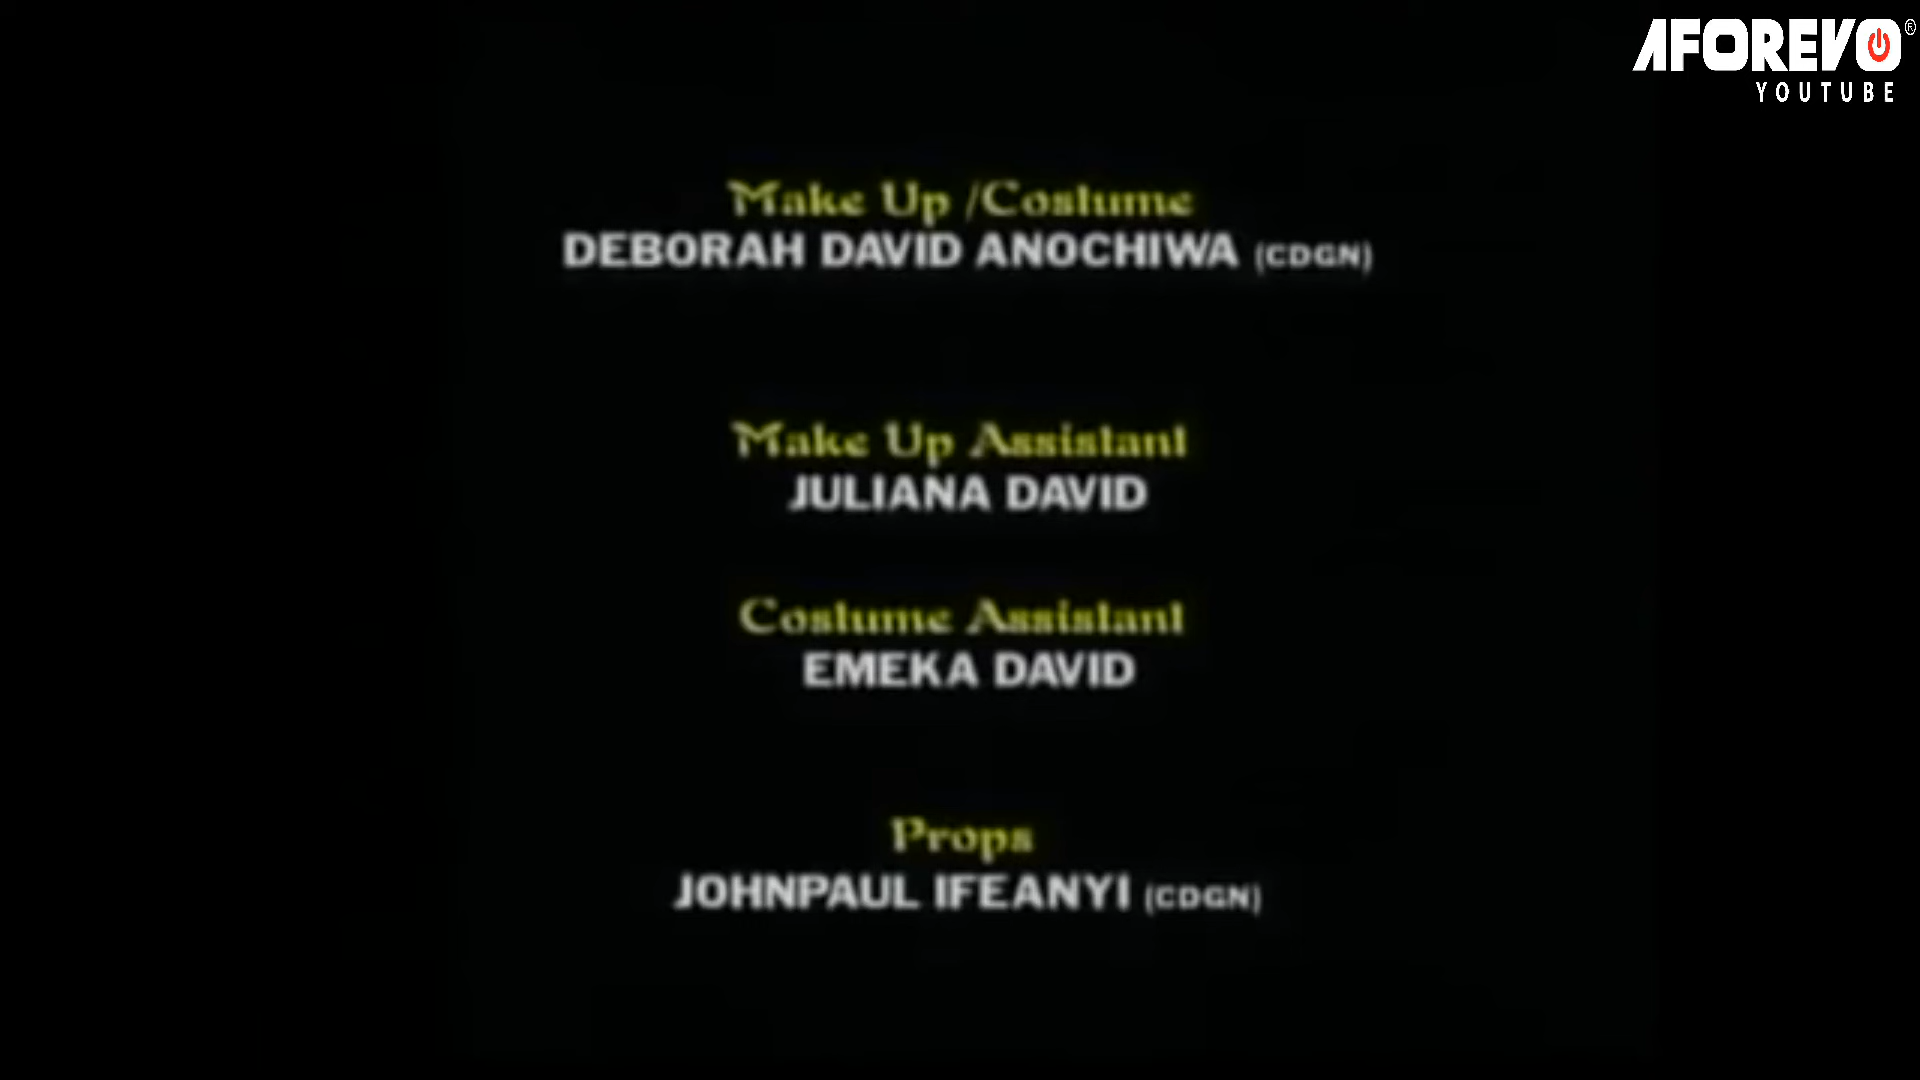 AFOREVO®
YOUTUBE
Make Up /Costume
DEBORAH DAVID ANOCHIWA (CDGN)
Make Up Assistant
JULIANA DAVID
Costume Assistant
EMEKA DAVID
Props
JOHNPAUL IFEANYI (CDGN)